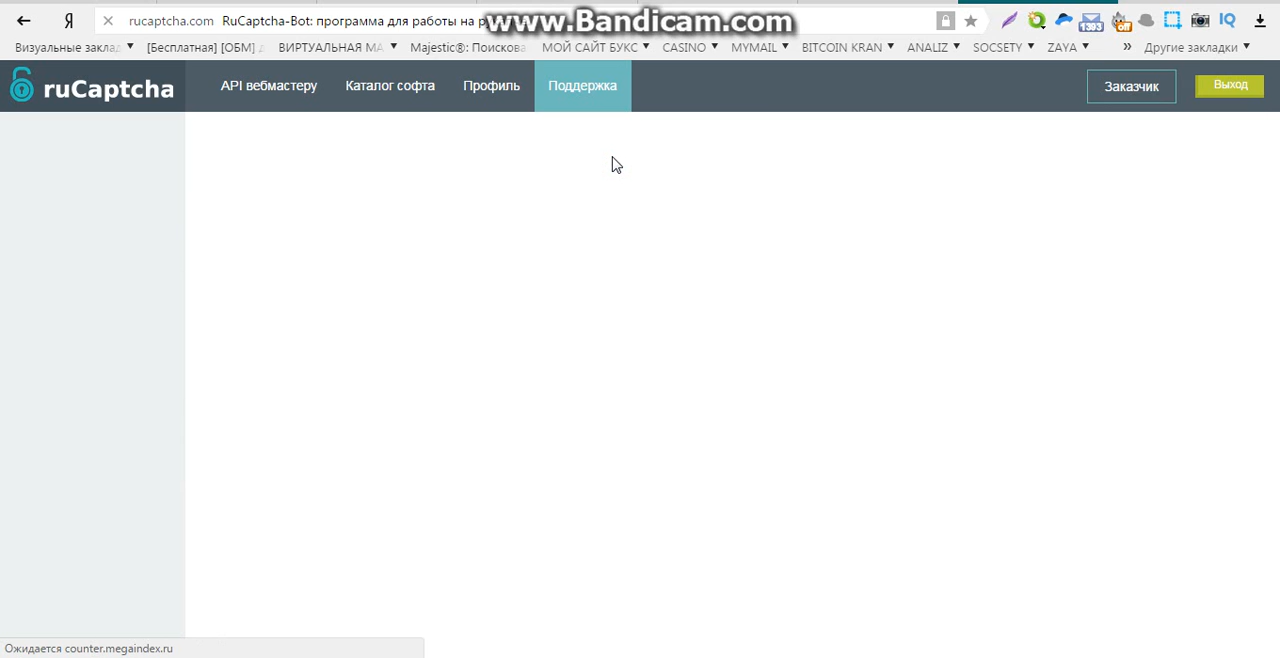 www.Bandicam.com
rucaptcha.com RuCaptcha-Bot: программа для работы на
Визуальные заклад [Бесплатная] [ОБМ] ВИРТУАЛЬНАЯ МА Majestic®: Поискова МОЙ САЙТ БУКС CASINO MYMAIL BITCOIN KRAN ANALIZ SOCSETY ZAYA » Другие закладки
ruCaptcha API вебмастеру Каталог софта Профиль Поддержка Заказчик Выход
Ожидается counter.megaindex.ru